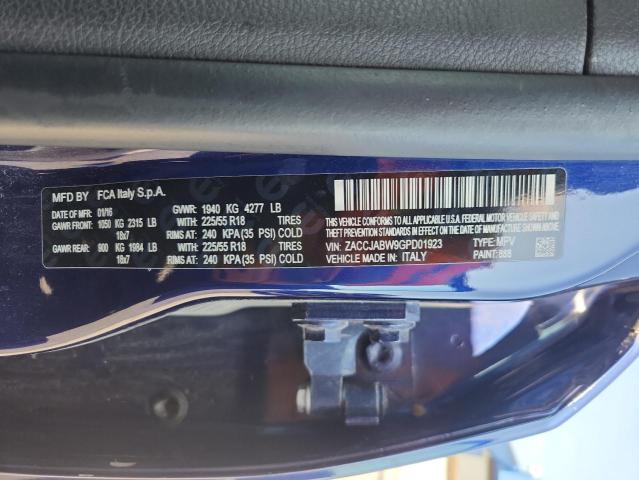 MFD BY FCA Italy S.p.A.
DATE OF MFR: 01/16 GVWR: 1940 KG 4277 LB
GAWR FRONT: 1050 KG 2315 LB WITH 225/55 R18 TIRES
18x7 RIMS AT: 240 KPA(35 PSI) COLD
GAWR REAR: 900 KG 1984 LB WITH 225/55 R18 TIRES
18x7 RIMS AT: 240 KPA(35 PSI) COLD
THIS VEHICLE CONFORMS TO ALL APPLICABLE U.S.A. FEDERAL MOTOR
VEHICLE SAFETY, BUMPER AND THEFT PREVENTION STANDARDS
IN EFFECT ON THE DATE OF MANUFACTURE SHOWN ABOVE.
VIN: ZACCJABW9GPD01923 TYPE: MPV
VEHICLE MADE IN: ITALY PAINT: 888